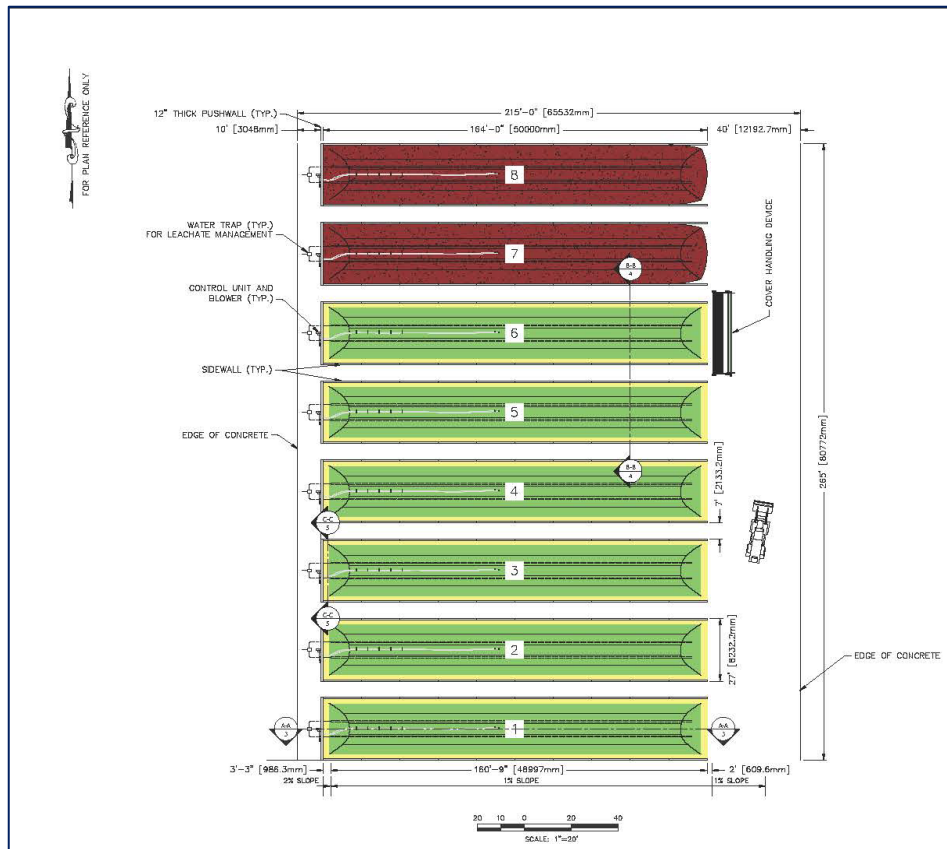 FOR PLAN REFERENCE ONLY
12" THICK PUSHWALL (TYP.)
215'-0" [65532mm]
10' [3048mm]
164'-0" [50000mm]
40' [12192.7mm]
8
WATER TRAP (TYP.)
FOR LEACHATE MANAGEMENT
7
B-B
4
CONTROL UNIT AND
BLOWER (TYP.)
COVER HANDLING DEVICE
6
SIDEWALL (TYP.)
5
EDGE OF CONCRETE
265' [80772mm]
B-B
4
4
7' [2133.2mm]
C-C
3
3
C-C
3
2
27' [8232.2mm]
EDGE OF CONCRETE
A-A
3
1
A-A
3
3'-3" [986.3mm]
160'-9" [48997mm]
2' [609.6mm]
2% SLOPE
1% SLOPE
1% SLOPE
20 10 0 20 40
SCALE: 1"=20'